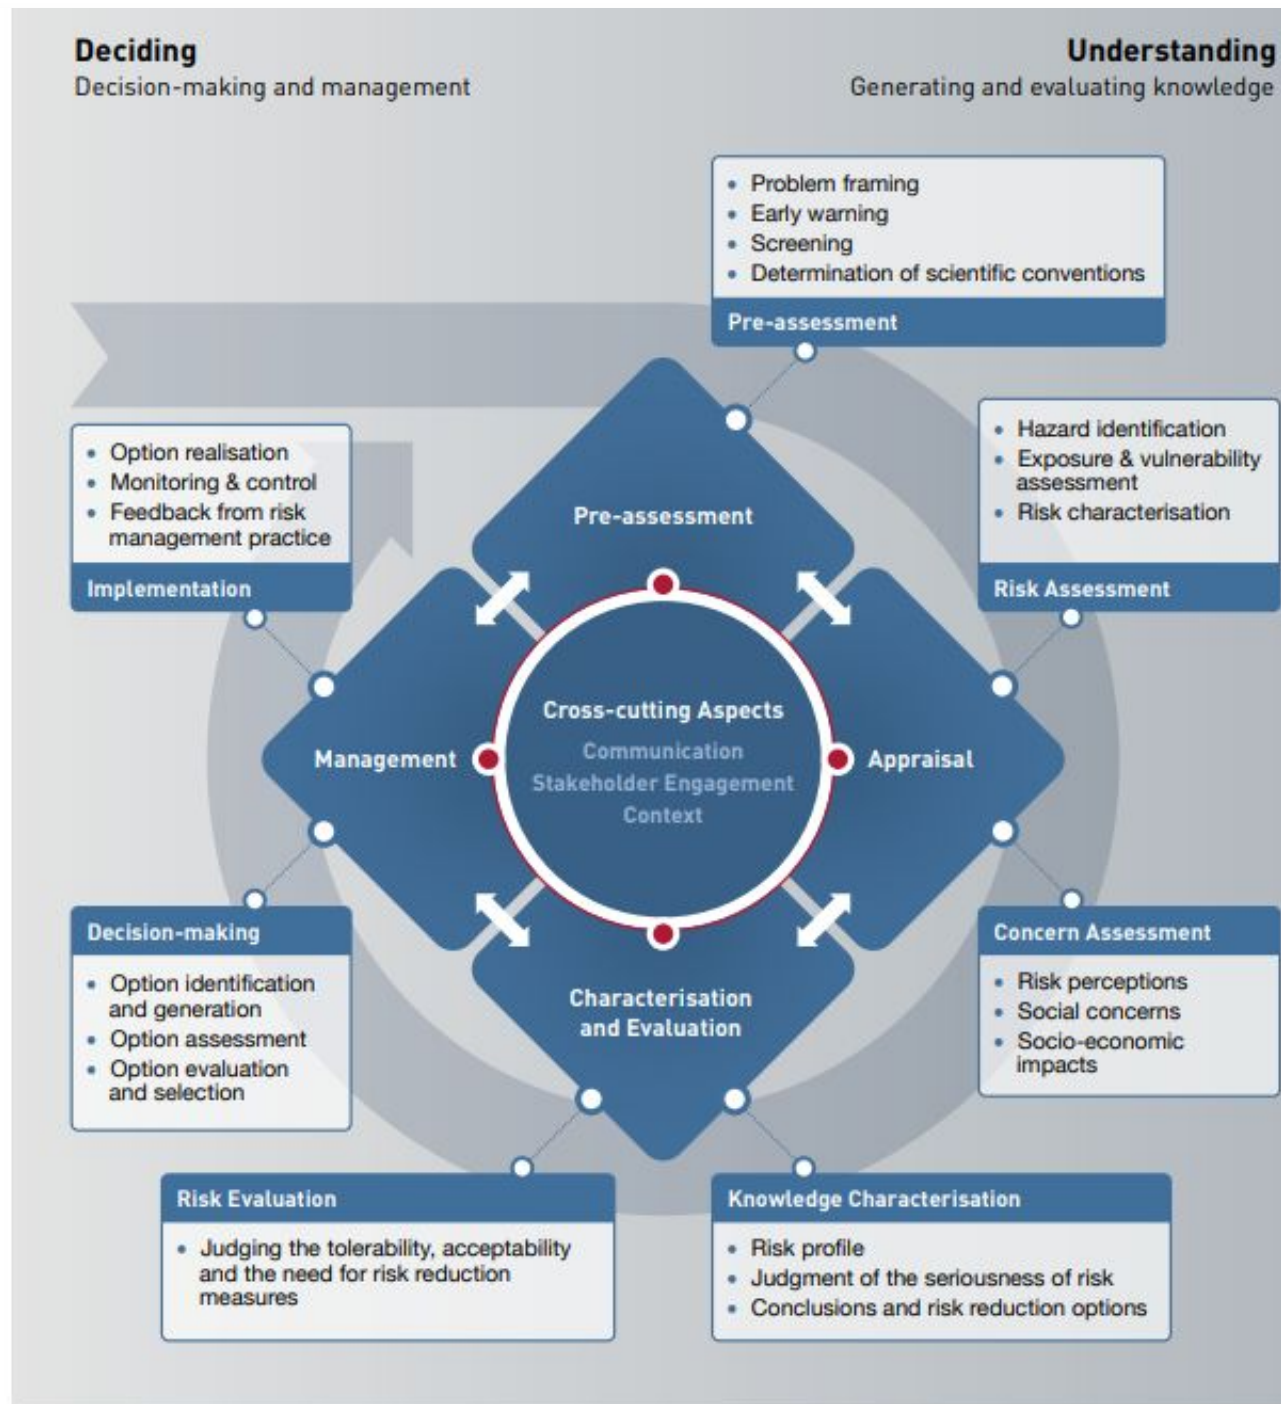 Deciding
Decision-making and management
Understanding
Generating and evaluating knowledge
• Problem framing
• Early warning
• Screening
• Determination of scientific conventions
Pre-assessment
• Option realisation
• Monitoring & control
• Feedback from risk
management practice
Implementation
• Hazard identification
• Exposure & vulnerability
assessment
• Risk characterisation
Risk Assessment
Pre-assessment
Management
Cross-cutting Aspects
Communication
Stakeholder Engagement
Context
Appraisal
Characterisation
and Evaluation
Decision-making
• Option identification
and generation
• Option assessment
• Option evaluation
and selection
Concern Assessment
• Risk perceptions
• Social concerns
• Socio-economic
impacts
Risk Evaluation
• Judging the tolerability, acceptability
and the need for risk reduction
measures
Knowledge Characterisation
• Risk profile
• Judgment of the seriousness of risk
• Conclusions and risk reduction options